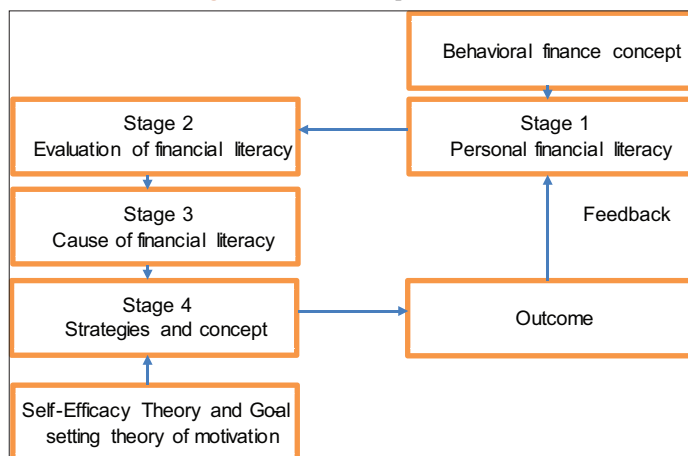 Behavioral finance concept
Stage 1
Personal financial literacy
Stage 2
Evaluation of financial literacy
Stage 3
Cause of financial literacy
Stage 4
Strategies and concept
Feedback
Outcome
Self-Efficacy Theory and Goal
setting theory of motivation